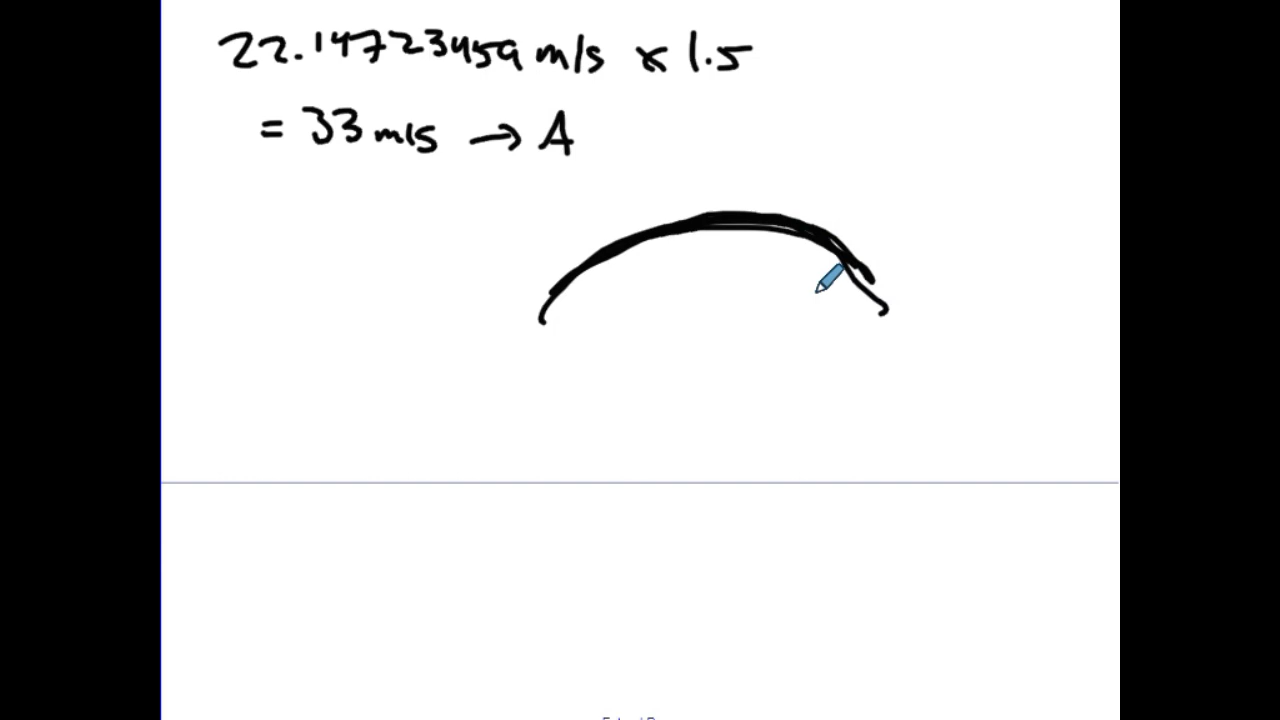 22.14723459 m/s × 1.5
= 33 m/s → A